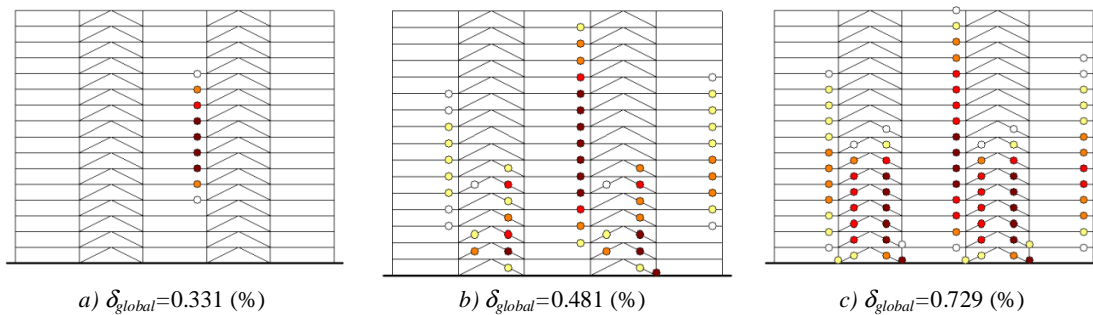 a) δglobal=0.331 (%)
b) δglobal=0.481 (%)
c) δglobal=0.729 (%)